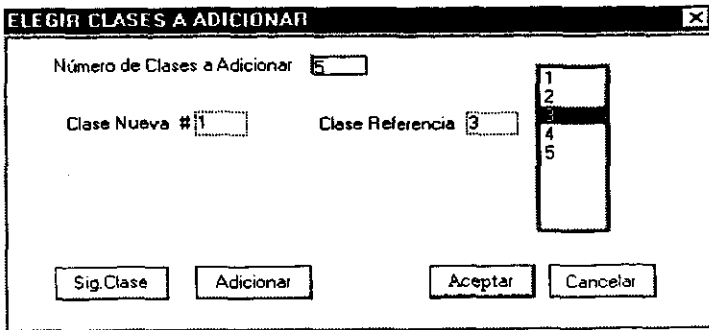 ELEGIR CLASES A ADICIONAR
Número de Clases a Adicionar 5
Clase Nueva # 1
Clase Referencia 3
1
2
3
4
5
Sig.Clase
Adicionar
Aceptar
Cancelar